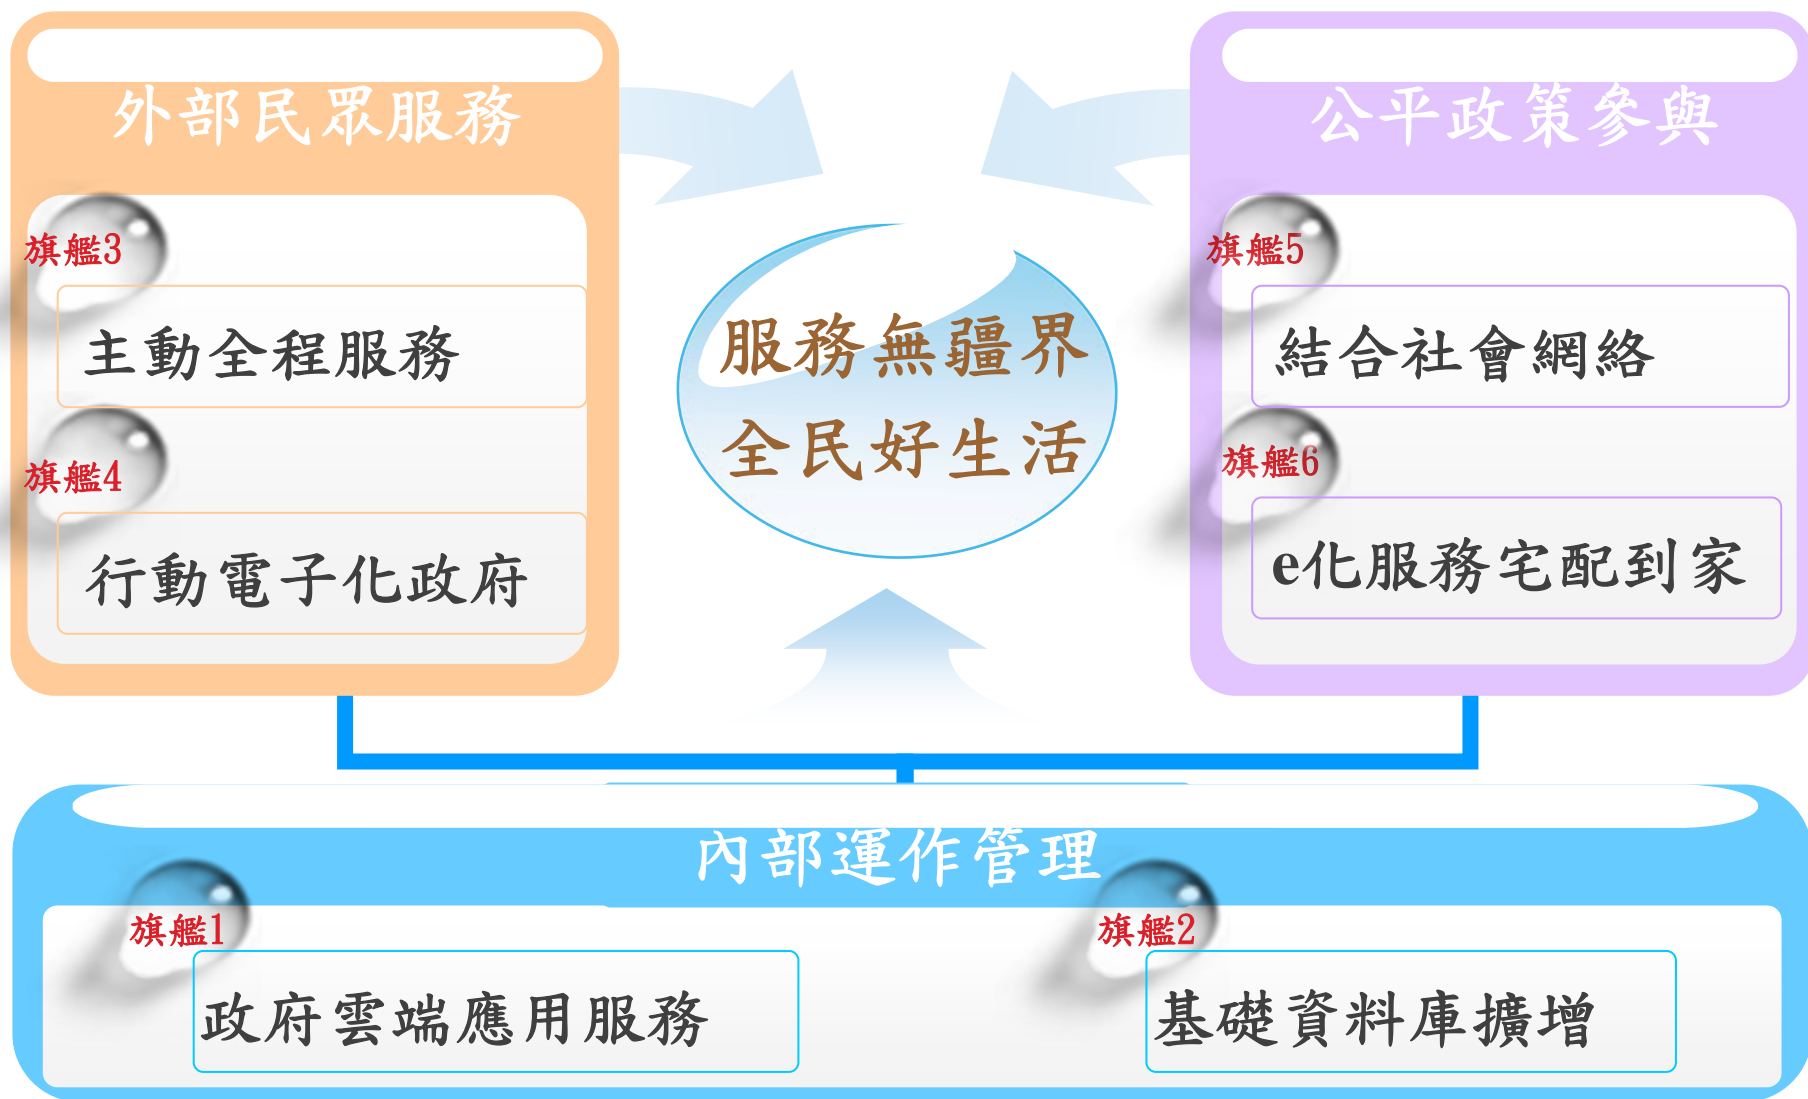 外部民眾服務
旗艦3
主動全程服務
旗艦4
行動電子化政府
服務無疆界
全民好生活
公平政策參與
旗艦5
結合社會網絡
旗艦6
e化服務宅配到家
內部運作管理
旗艦1
政府雲端應用服務
旗艦2
基礎資料庫擴增